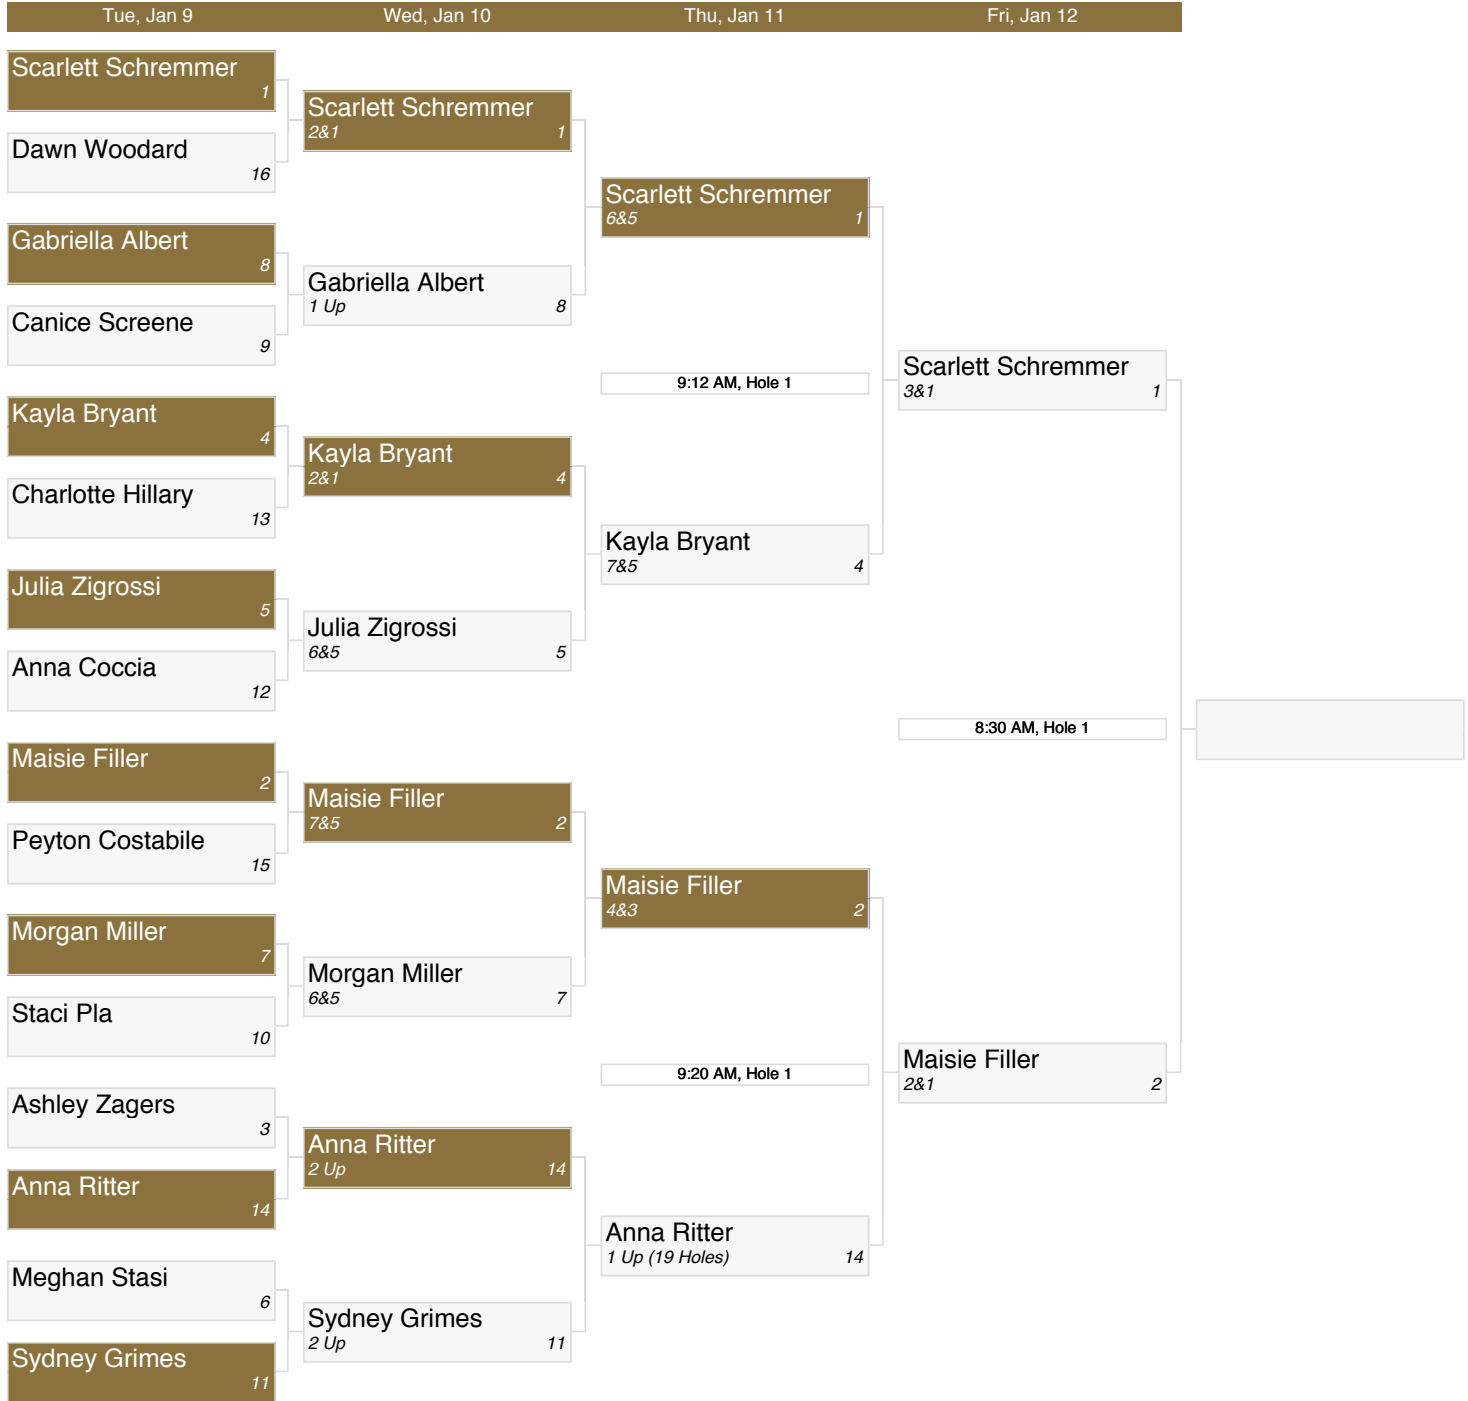 Tue, Jan 9
Wed, Jan 10
Thu, Jan 11
Fri, Jan 12
Scarlett Schremmer
1
Dawn Woodard
16
Gabriella Albert
8
Canice Screene
9
Kayla Bryant
4
Charlotte Hillary
13
Julia Zigrossi
5
Anna Coccia
12
Maisie Filler
2
Peyton Costabile
15
Morgan Miller
7
Staci Pla
10
Ashley Zagers
3
Anna Ritter
14
Meghan Stasi
6
Sydney Grimes
11
Scarlett Schremmer
2&1 1
Gabriella Albert
1 Up 8
Kayla Bryant
2&1 4
Julia Zigrossi
6&5 5
Maisie Filler
7&5 2
Morgan Miller
6&5 7
Anna Ritter
2 Up 14
Sydney Grimes
2 Up 11
Scarlett Schremmer
6&5 1
9:12 AM, Hole 1
Kayla Bryant
7&5 4
Maisie Filler
4&3 2
9:20 AM, Hole 1
Anna Ritter
1 Up (19 Holes) 14
Scarlett Schremmer
3&1 1
8:30 AM, Hole 1
Maisie Filler
2&1 2